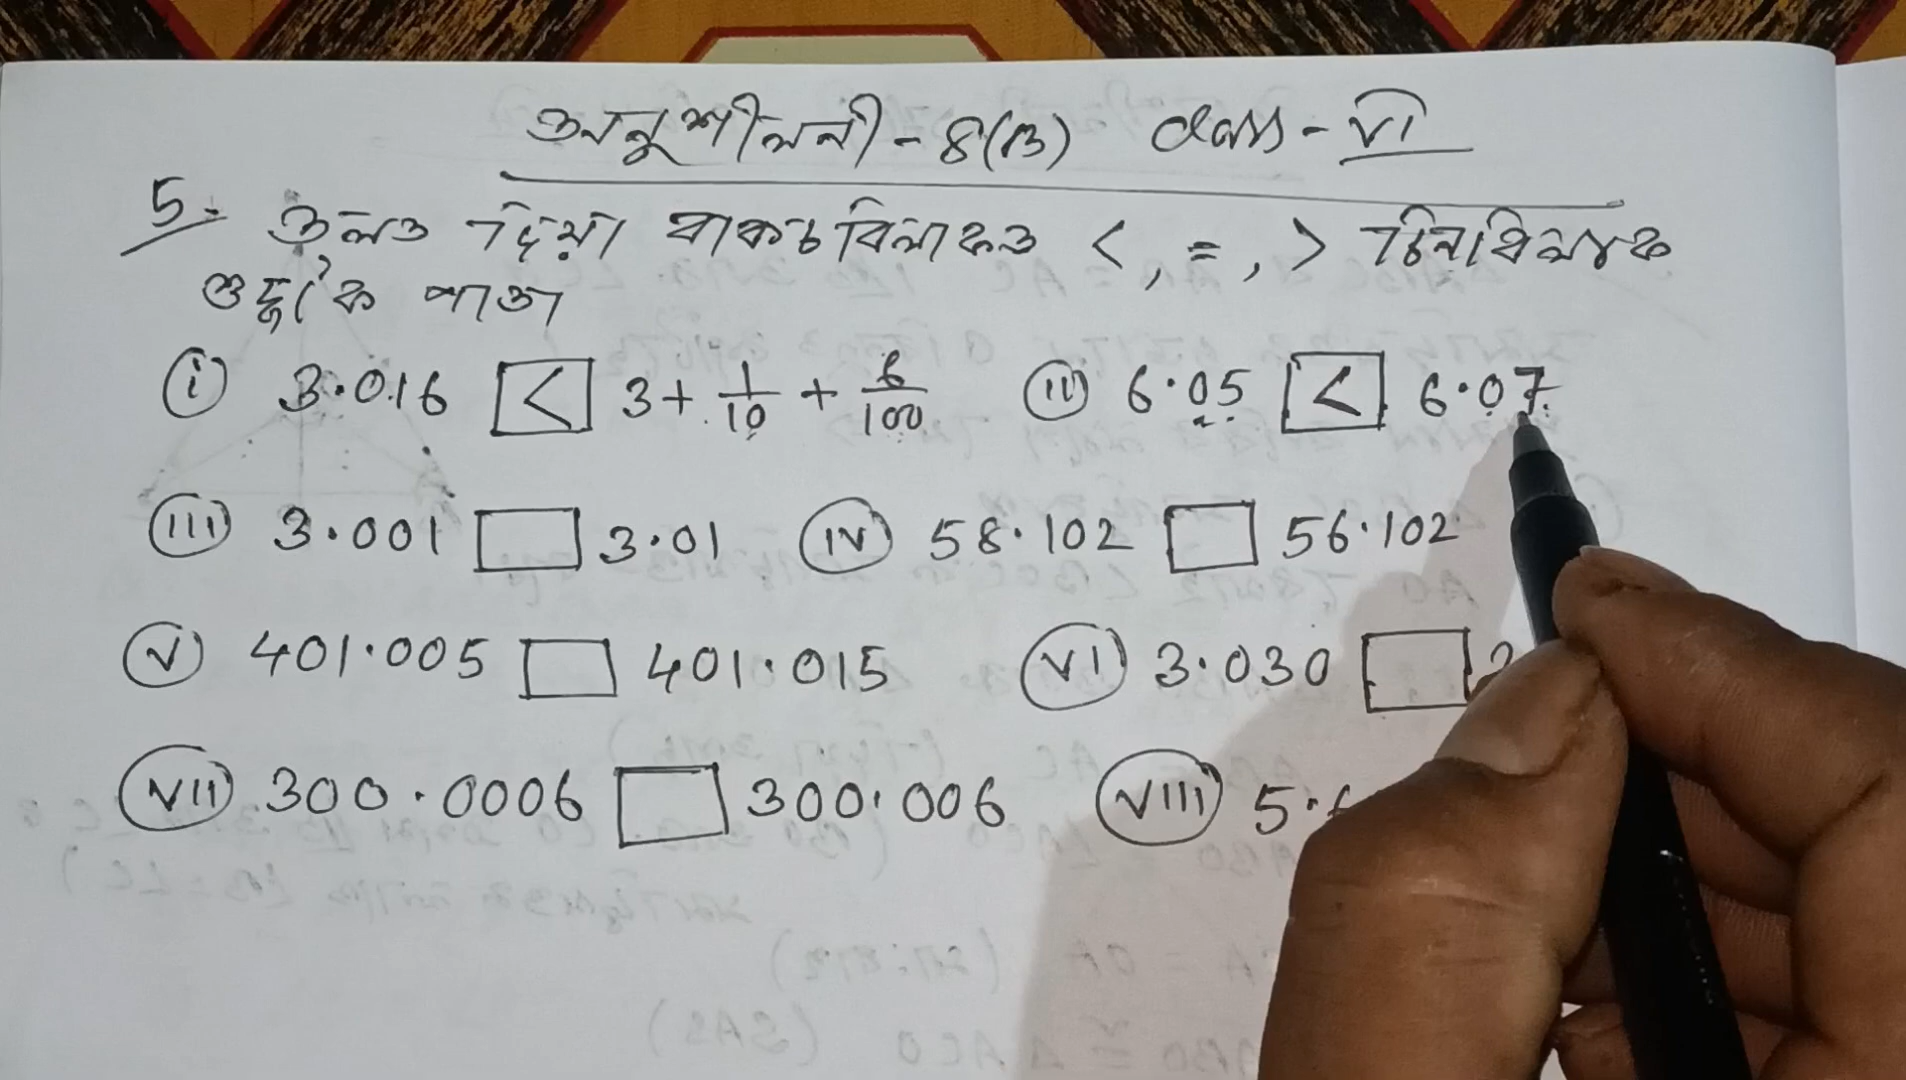 অনুশীলনী - 8(B) class - VI
5. তলত দিয়া বাকচবিলাকত <, =, > চিনবিলাক
শুদ্ধকৈ পাতা
(i) 3.016 < 3 + 1/10 + 6/100 (ii) 6.05 < 6.07
(iii) 3.001 □ 3.01 (iv) 58.102 □ 56.102
(v) 401.005 □ 401.015 (vi) 3.030 □
(vii) 300.0006 □ 300.006 (viii) 5.